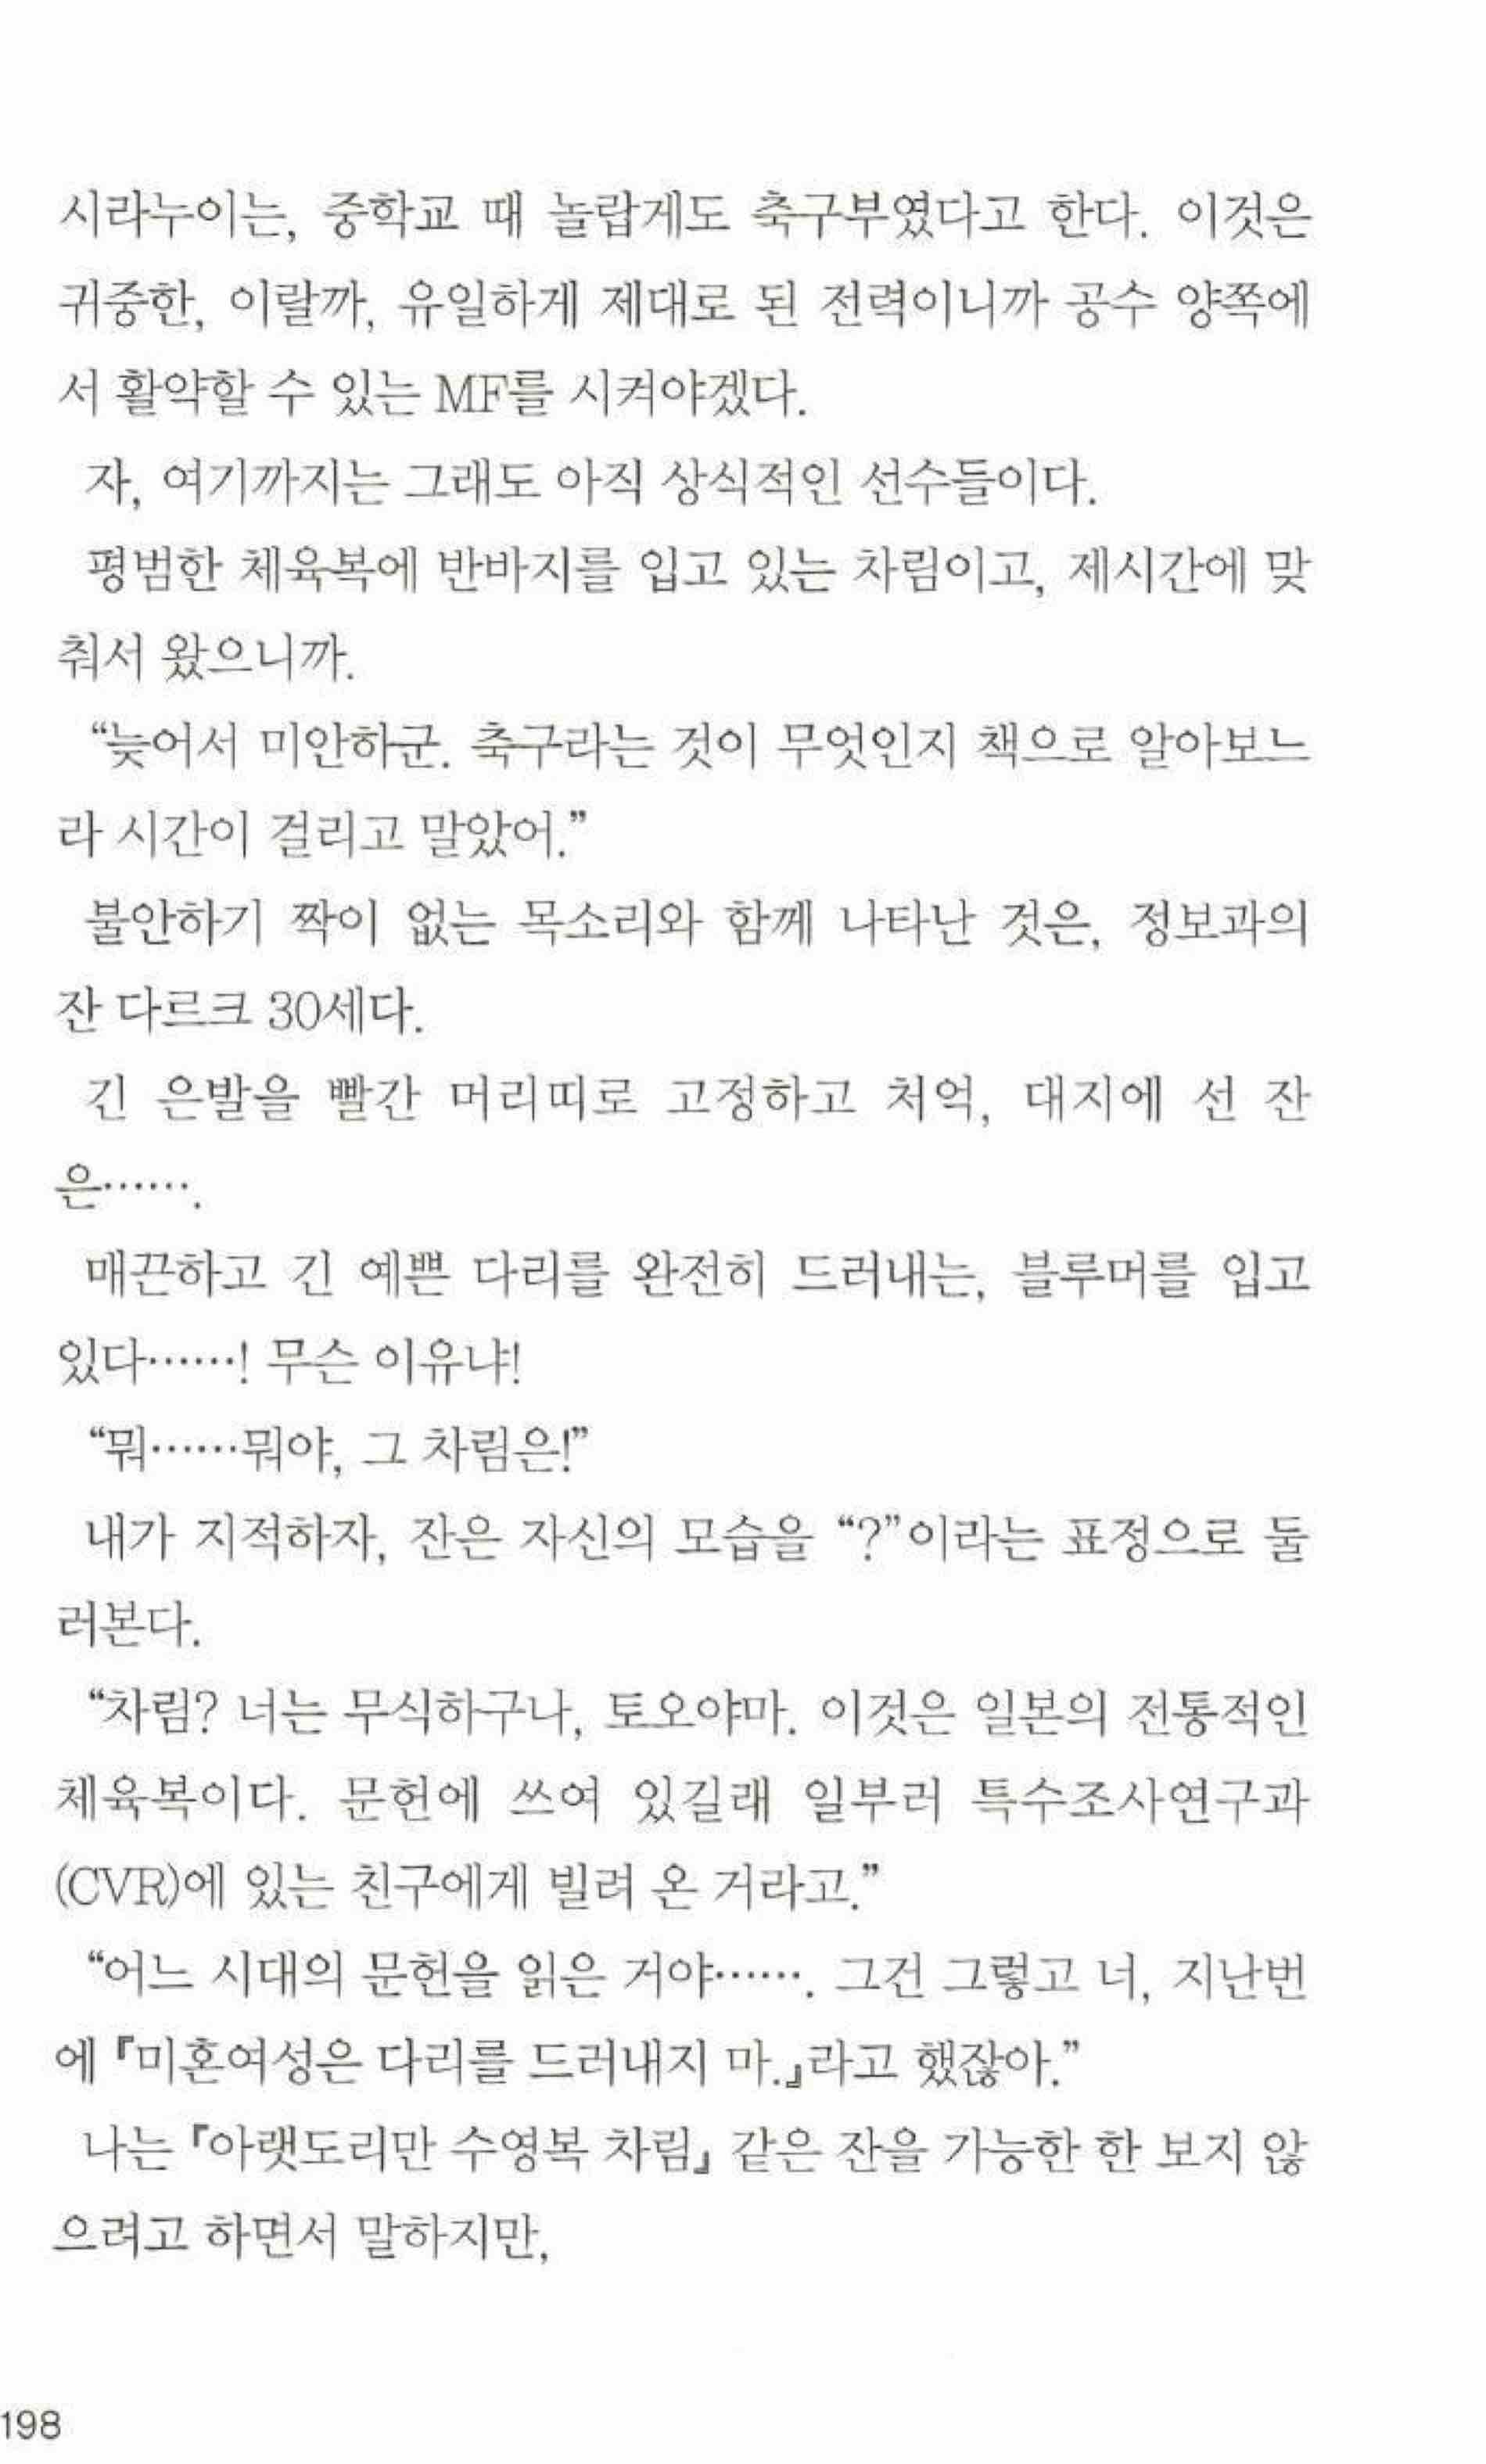 시라누이는, 중학교 때 놀랍게도 축구부였다고 한다. 이것은
귀중한, 이랄까, 유일하게 제대로 된 전력이니까 공수 양쪽에
서 활약할 수 있는 MF를 시켜야겠다.
자, 여기까지는 그래도 아직 상식적인 선수들이다.
평범한 체육복에 반바지를 입고 있는 차림이고, 제시간에 맞
춰서 왔으니까.
“늦어서 미안하군. 축구라는 것이 무엇인지 책으로 알아보느
라 시간이 걸리고 말았어.”
불안하기 짝이 없는 목소리와 함께 나타난 것은, 정보과의
잔 다르크 30세다.
긴 은발을 빨간 머리띠로 고정하고 처억, 대지에 선 잔
은…….
매끈하고 긴 예쁜 다리를 완전히 드러내는, 블루머를 입고
있다……! 무슨 이유냐!
“뭐……뭐야, 그 차림은!”
내가 지적하자, 잔은 자신의 모습을 “?”이라는 표정으로 둘
러본다.
“차림? 너는 무식하구나, 토오야마. 이것은 일본의 전통적인
체육복이다. 문헌에 쓰여 있길래 일부러 특수조사연구과
(CVR)에 있는 친구에게 빌려 온 거라고.”
“어느 시대의 문헌을 읽은 거야……. 그건 그렇고 너, 지난번
에 『미혼여성은 다리를 드러내지 마.』라고 했잖아.”
나는 『아랫도리만 수영복 차림』 같은 잔을 가능한 한 보지 않
으려고 하면서 말하지만,
198